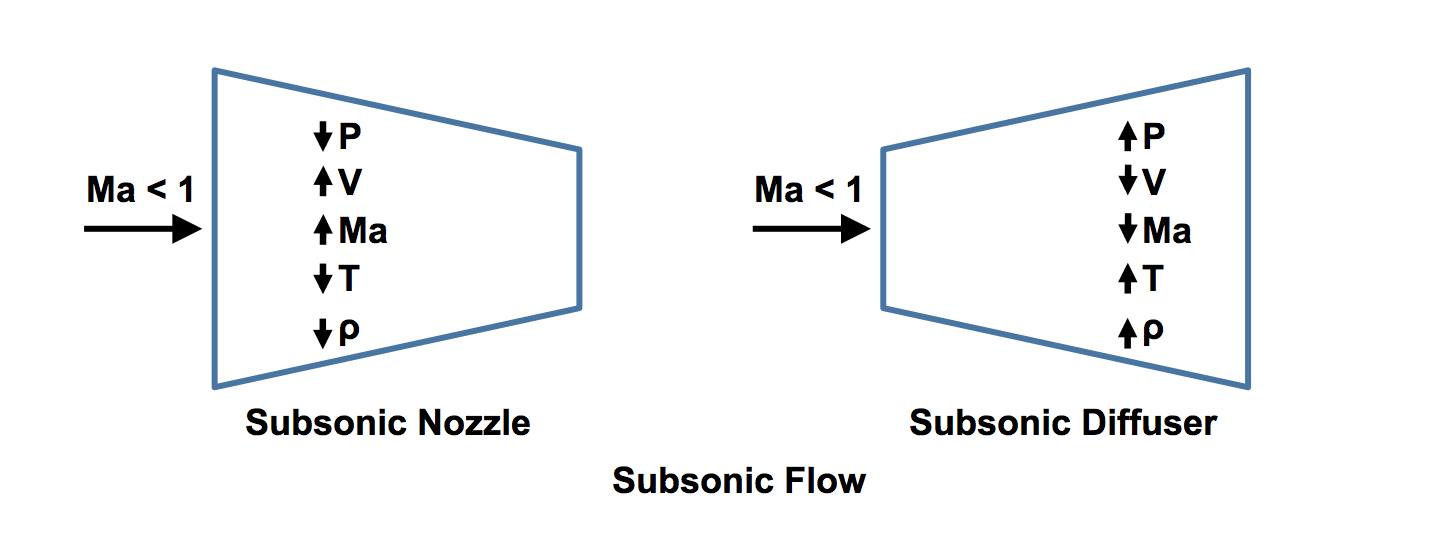 Ma < 1
↓P
↑V
↑Ma
↓T
↓ρ
Subsonic Nozzle
Ma < 1
↑P
↓V
↓Ma
↑T
↑ρ
Subsonic Diffuser
Subsonic Flow